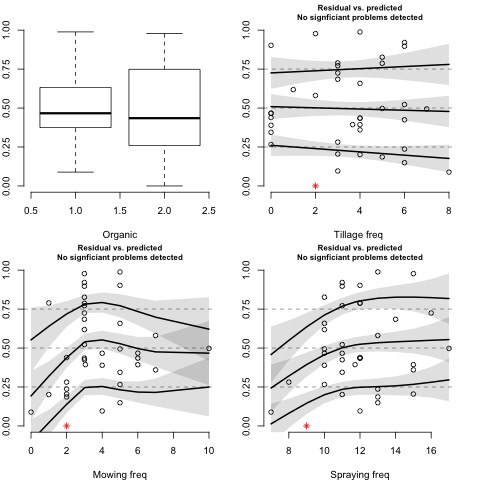 0.00 0.25 0.50 0.75 1.00
0.5 1.0 1.5 2.0 2.5
Organic
Residual vs. predicted
No signficiant problems detected
0.00 0.25 0.50 0.75 1.00
0 2 4 6 8
Tillage freq
Residual vs. predicted
No signficiant problems detected
0.00 0.25 0.50 0.75 1.00
0 2 4 6 8 10
Mowing freq
Residual vs. predicted
No signficiant problems detected
0.00 0.25 0.50 0.75 1.00
8 10 12 14 16
Spraying freq